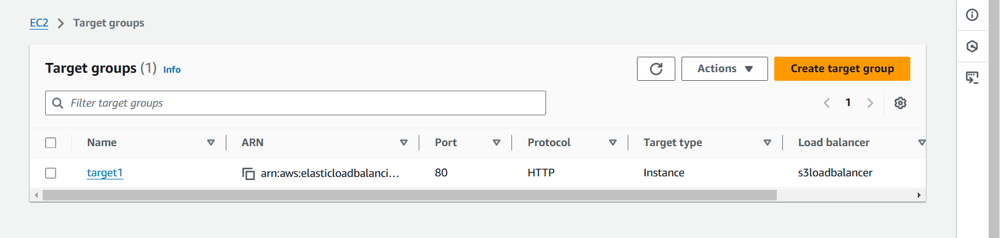 EC2 > Target groups
Target groups (1) Info
Actions
Create target group
Filter target groups
1
Name ARN Port Protocol Target type Load balancer
target1 arn:aws:elasticloadbalanci... 80 HTTP Instance s3loadbalancer